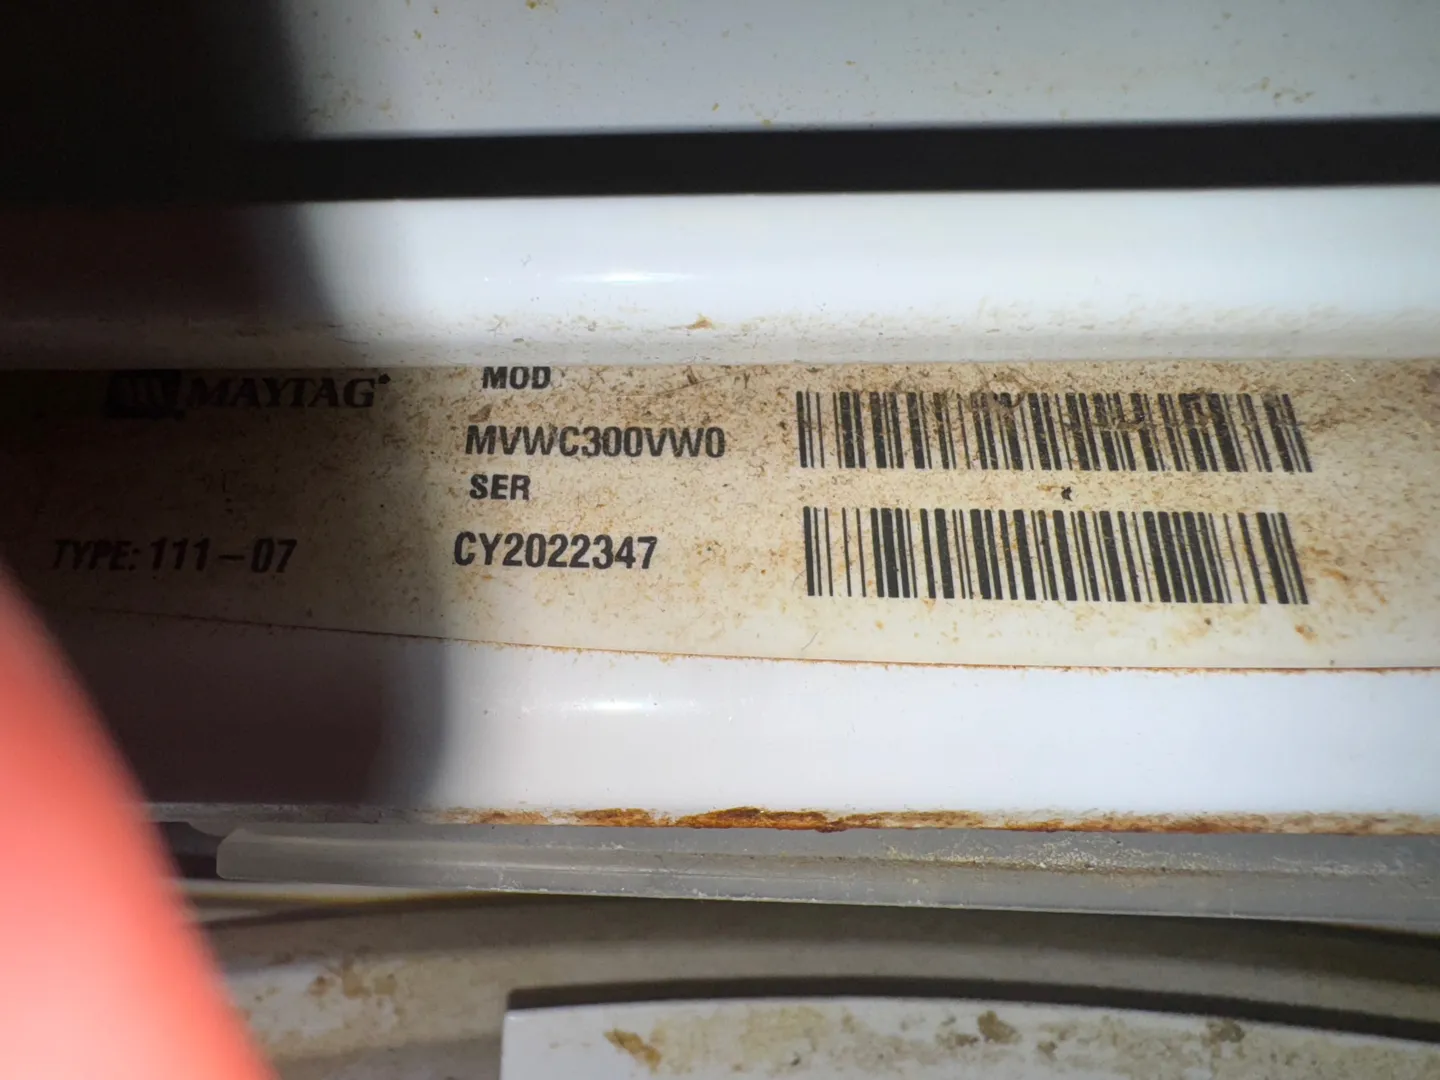 MAYTAG
MOD
MVWC300VW0
SER
TYPE: 111-07
CY2022347